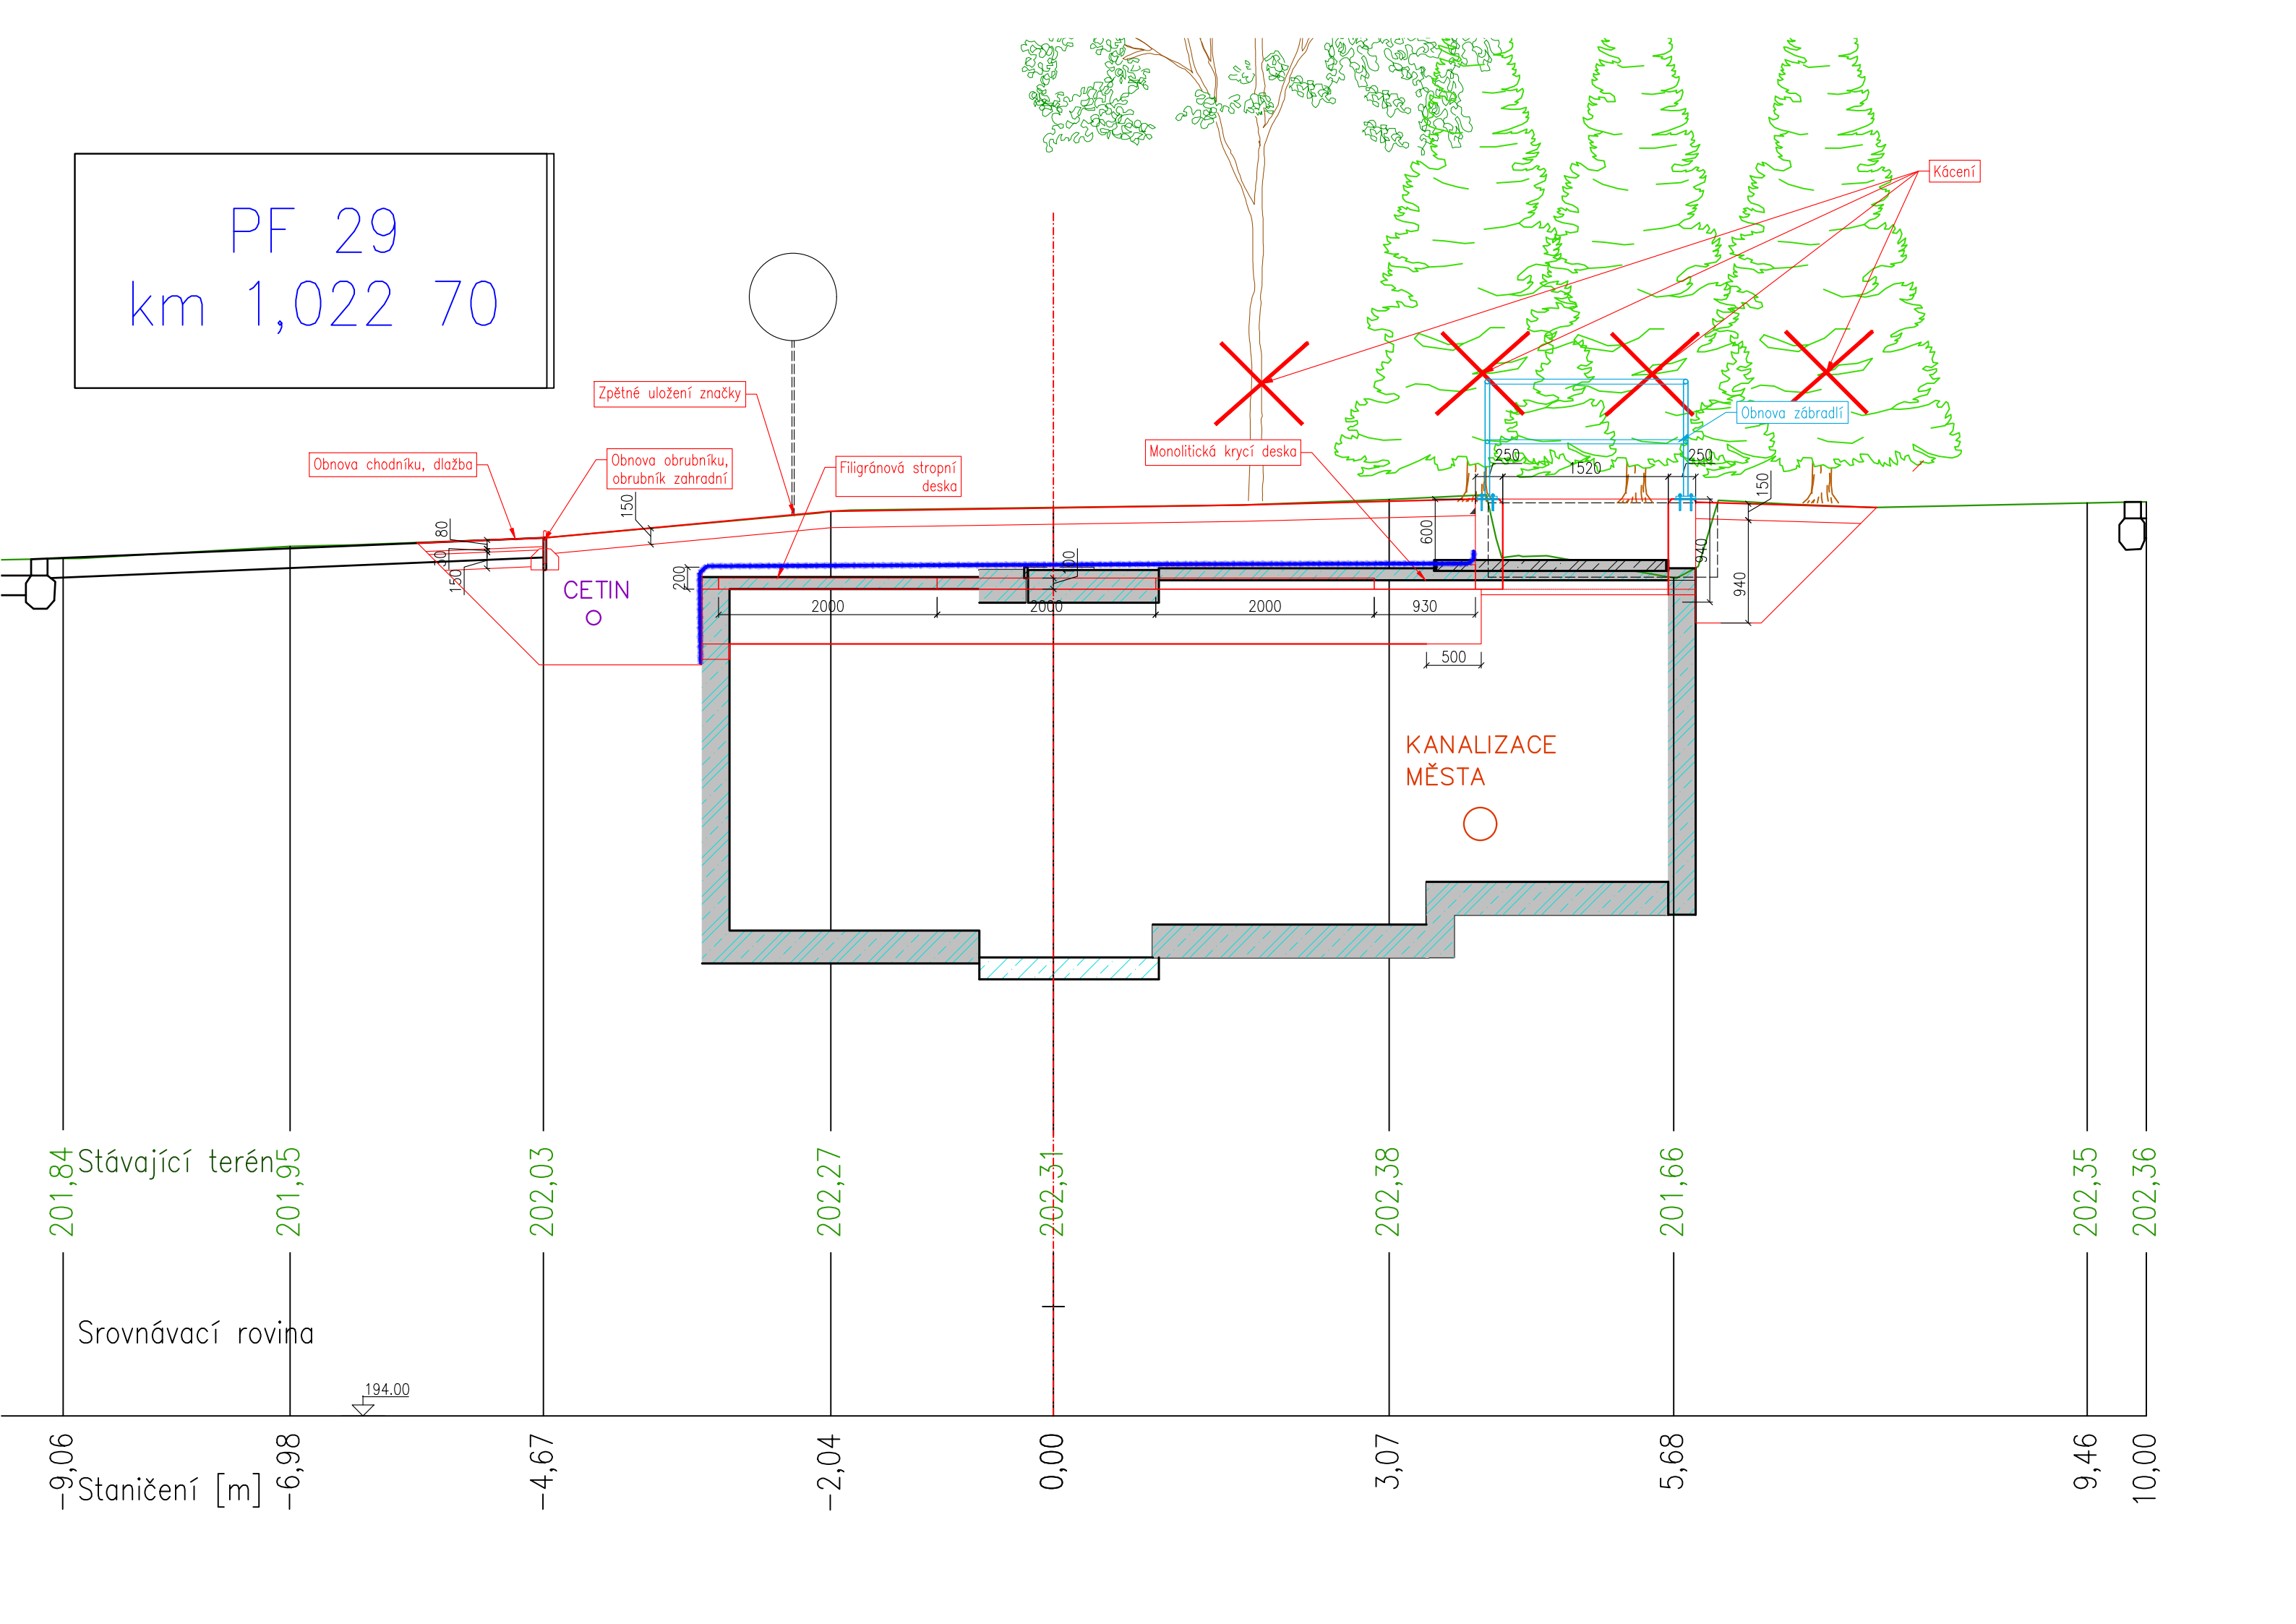 PF 29
km 1,022 70
Kácení
Zpětné uložení značky
Obnova zábradlí
Obnova chodníku, dlažba
Obnova obrubníku,
obrubník zahradní
Filigránová stropní
deska
Monolitická krycí deska
250
1520
250
150
150
80
30
150
600
940
940
200
100
CETIN
2000
2000
2000
930
500
KANALIZACE
MĚSTA
Stávající terén
201,84
201,95
202,03
202,27
202,31
202,38
201,66
202,35
202,36
Srovnávací rovina
194.00
Staničení [m]
-9,06
-6,98
-4,67
-2,04
0,00
3,07
5,68
9,46
10,00